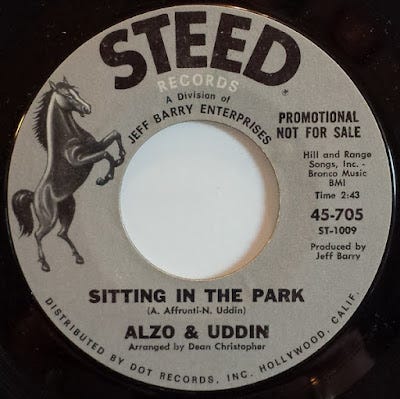 STEED
RECORDS
A Division of
JEFF BARRY ENTERPRISES
PROMOTIONAL
NOT FOR SALE
Hill and Range
Songs, Inc. -
Bronco Music
BMI
Time 2:43
45-705
ST-1009
Produced by
Jeff Barry
SITTING IN THE PARK
(A. Affrunti-N. Uddin)
ALZO & UDDIN
Arranged by Dean Christopher
DISTRIBUTED BY DOT RECORDS, INC. HOLLYWOOD, CALIF.